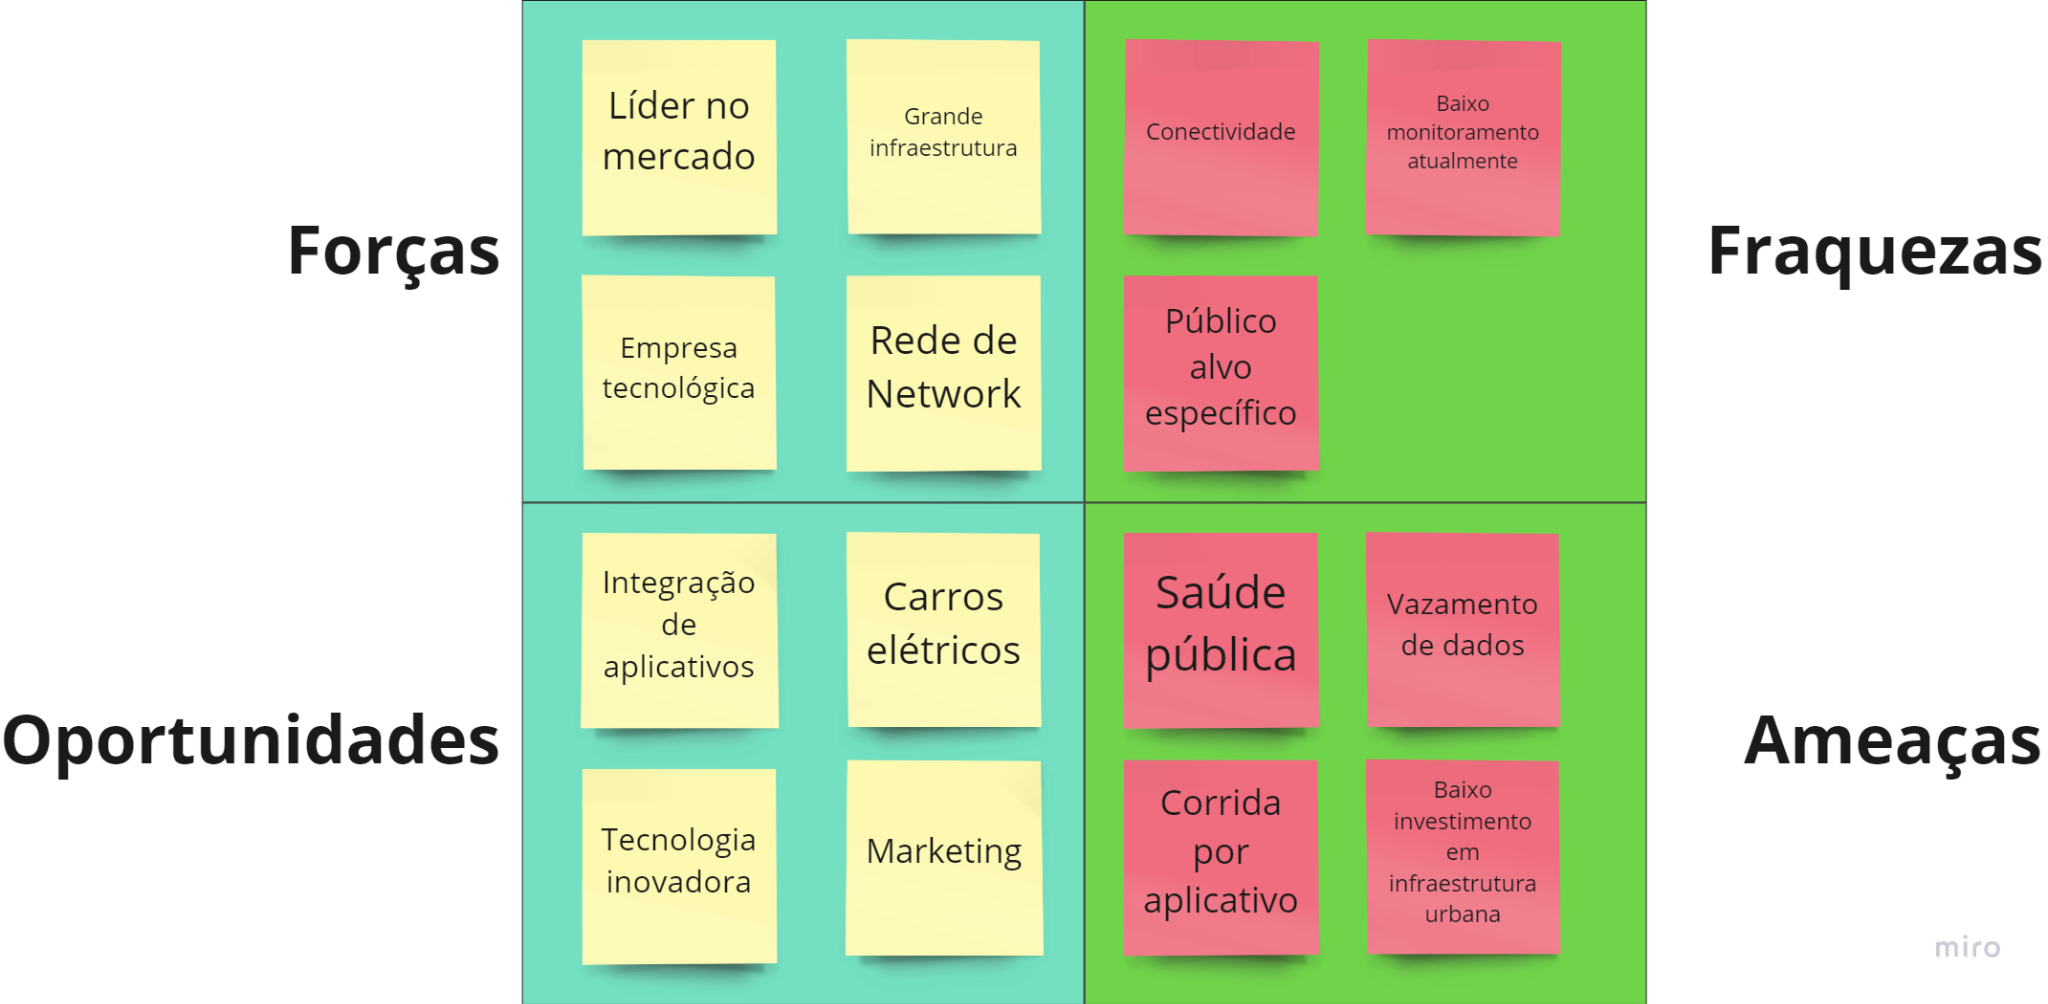 Forças
Líder no
mercado
Grande
infraestrutura
Empresa
tecnológica
Rede de
Network
Fraquezas
Conectividade
Baixo
monitoramento
atualmente
Público
alvo
específico
Oportunidades
Integração
de
aplicativos
Carros
elétricos
Tecnologia
inovadora
Marketing
Ameaças
Saúde
pública
Vazamento
de dados
Corrida
por
aplicativo
Baixo
investimento
em
infraestrutura
urbana
miro